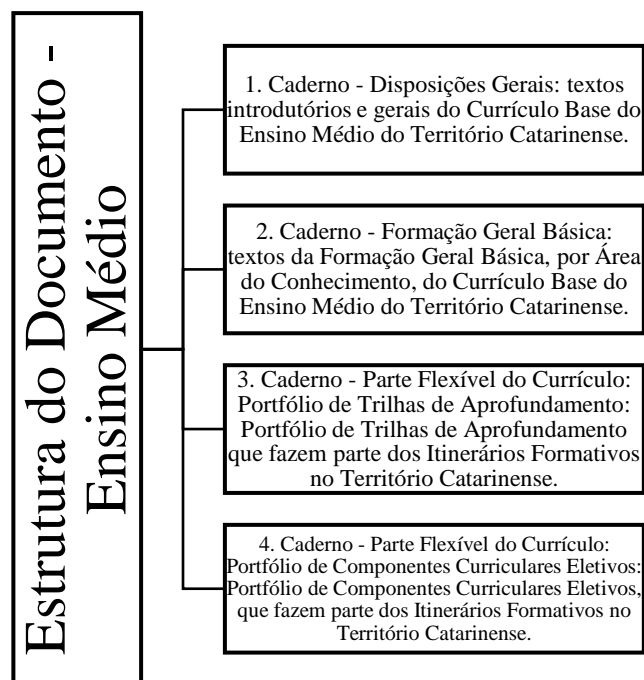 Estrutura do Documento -
Ensino Médio
1. Caderno - Disposições Gerais: textos
introdutórios e gerais do Currículo Base do
Ensino Médio do Território Catarinense.
2. Caderno - Formação Geral Básica:
textos da Formação Geral Básica, por Área
do Conhecimento, do Currículo Base do
Ensino Médio do Território Catarinense.
3. Caderno - Parte Flexível do Currículo:
Portfólio de Trilhas de Aprofundamento:
Portfólio de Trilhas de Aprofundamento
que fazem parte dos Itinerários Formativos
no Território Catarinense.
4. Caderno - Parte Flexível do Currículo:
Portfólio de Componentes Curriculares Eletivos:
Portfólio de Componentes Curriculares Eletivos,
que fazem parte dos Itinerários Formativos no
Território Catarinense.